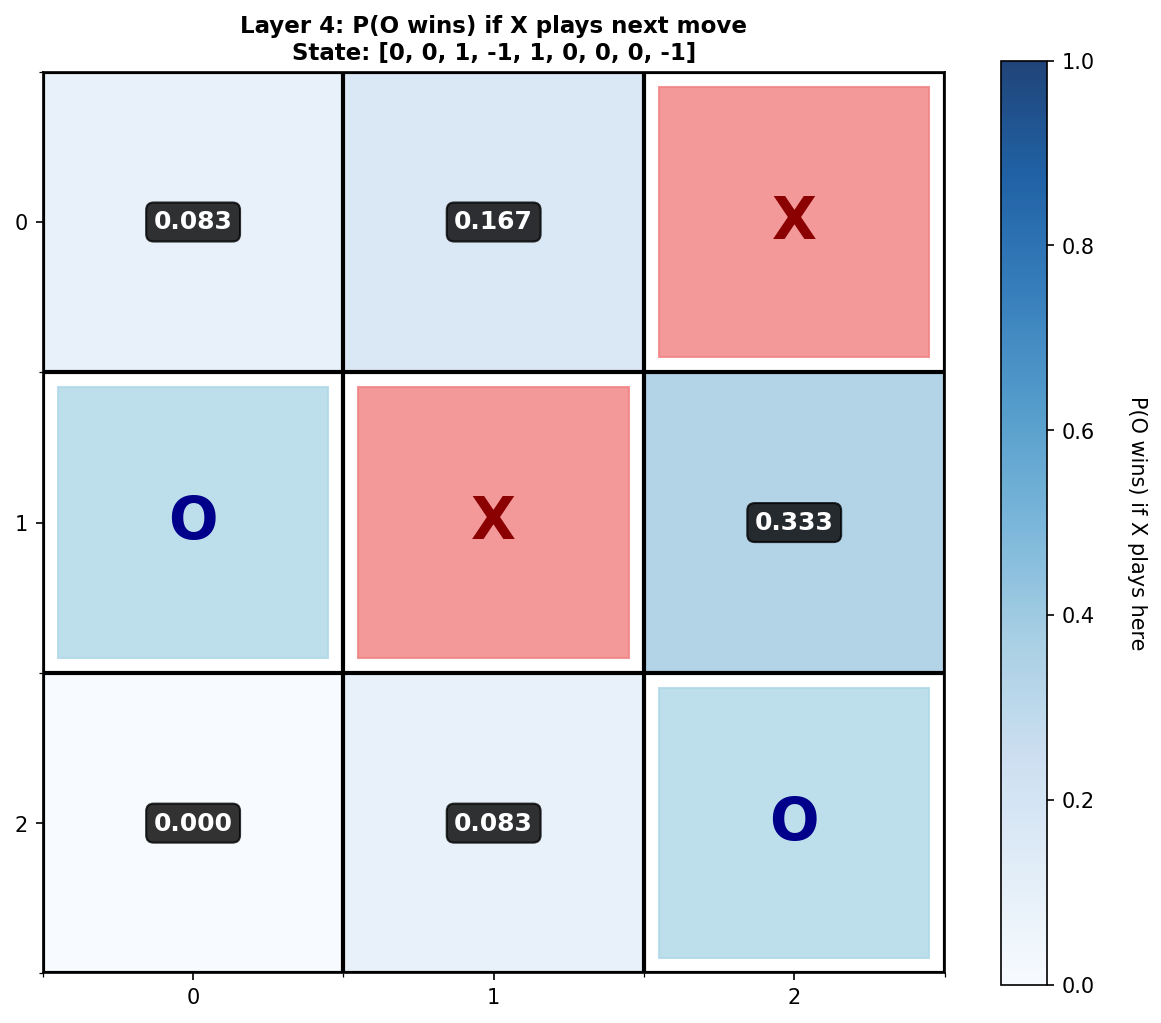 Layer 4: P(O wins) if X plays next move
State: [0, 0, 1, -1, 1, 0, 0, 0, -1]
0
0.083
0.167
X
1
O
X
0.333
2
0.000
0.083
O
0
1
2
1.0
0.8
0.6
0.4
0.2
0.0
P(O wins) if X plays here